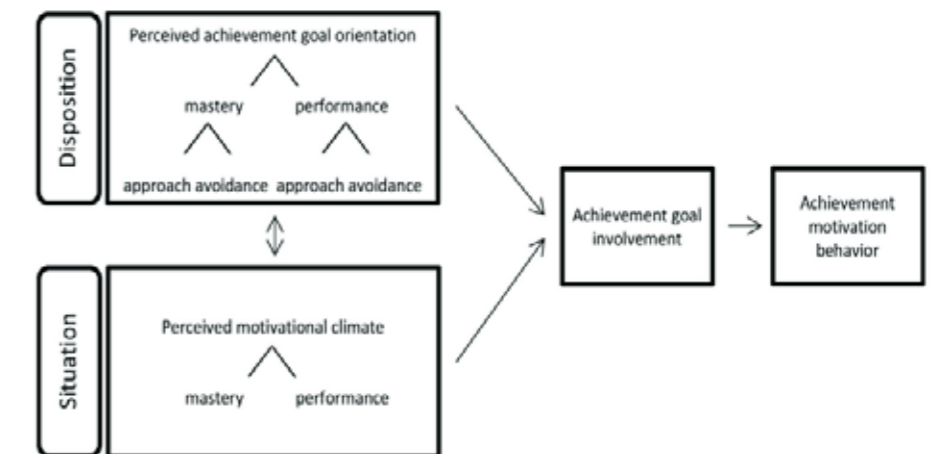 Disposition
Perceived achievement goal orientation
mastery performance
approach avoidance approach avoidance
Situation
Perceived motivational climate
mastery performance
Achievement goal
involvement
Achievement
motivation
behavior